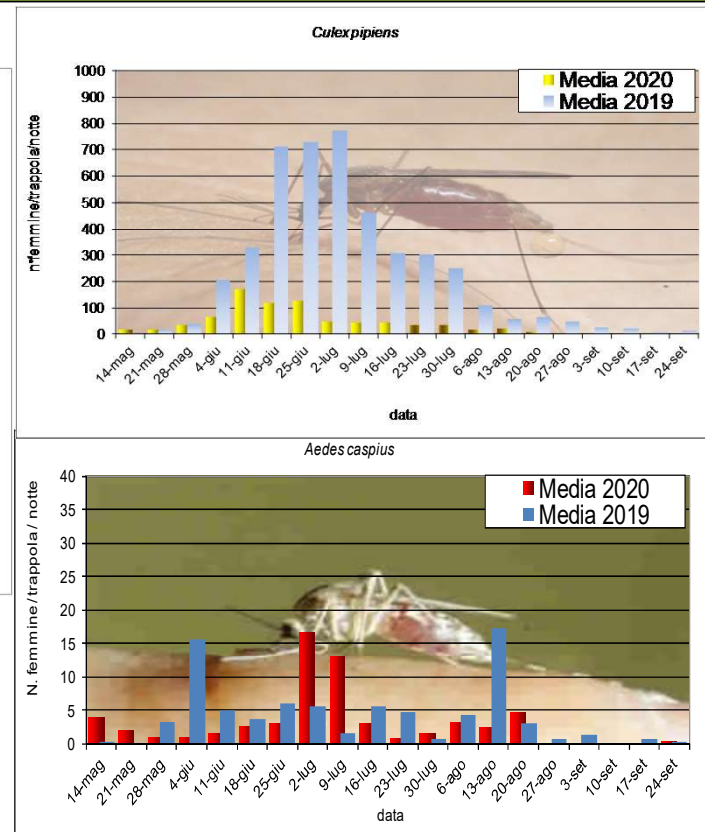 Culex pipiens
1000
900
800
700
600
500
400
300
200
100
0
n°femmine/trappola/notte
Media 2020
Media 2019
14-mag 21-mag 28-mag 4-giu 11-giu 18-giu 25-giu 2-lug 9-lug 16-lug 23-lug 30-lug 6-ago 13-ago 20-ago 27-ago 3-set 10-set 17-set 24-set
data
Aedes caspius
40
35
30
25
20
15
10
5
0
N. femmine / trappola / notte
Media 2020
Media 2019
14-mag 21-mag 28-mag 4-giu 11-giu 18-giu 25-giu 2-lug 9-lug 16-lug 23-lug 30-lug 6-ago 13-ago 20-ago 27-ago 3-set 10-set 17-set 24-set
data